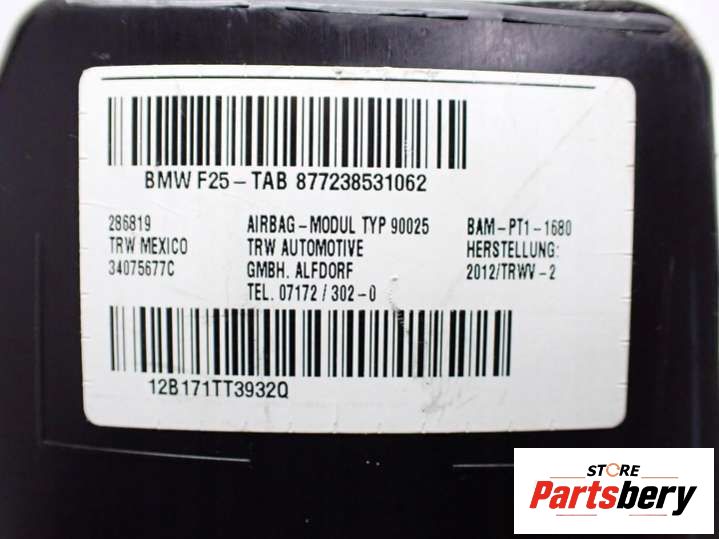 BMW F25-TAB 877238531062
286819
TRW MEXICO
34075677C
AIRBAG-MODUL TYP 90025
TRW AUTOMOTIVE
GMBH. ALFDORF
TEL. 07172 / 302-0
BAM-PT1-1680
HERSTELLUNG:
2012/TRWV-2
12B171TT3932Q
STORE
Partsbery